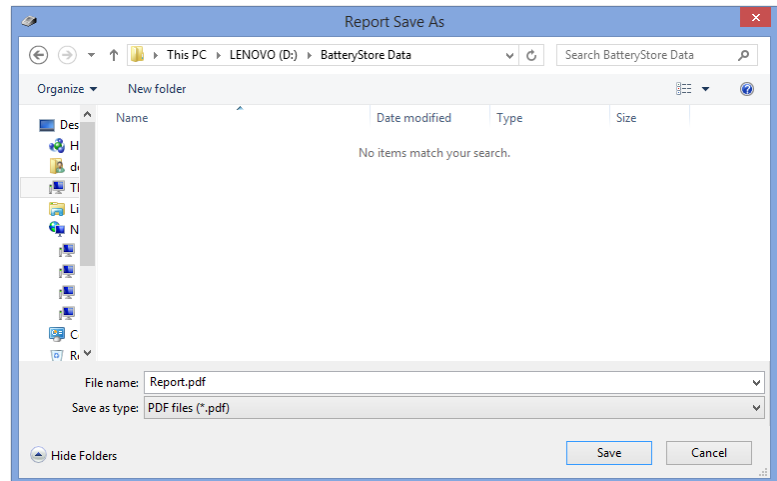 Report Save As
This PC LENOVO (D:) BatteryStore Data
Search BatteryStore Data
Organize New folder
Name Date modified Type Size
No items match your search.
Des
H
d
Li
N
C
R
File name: Report.pdf
Save as type: PDF files (*.pdf)
Hide Folders Save Cancel